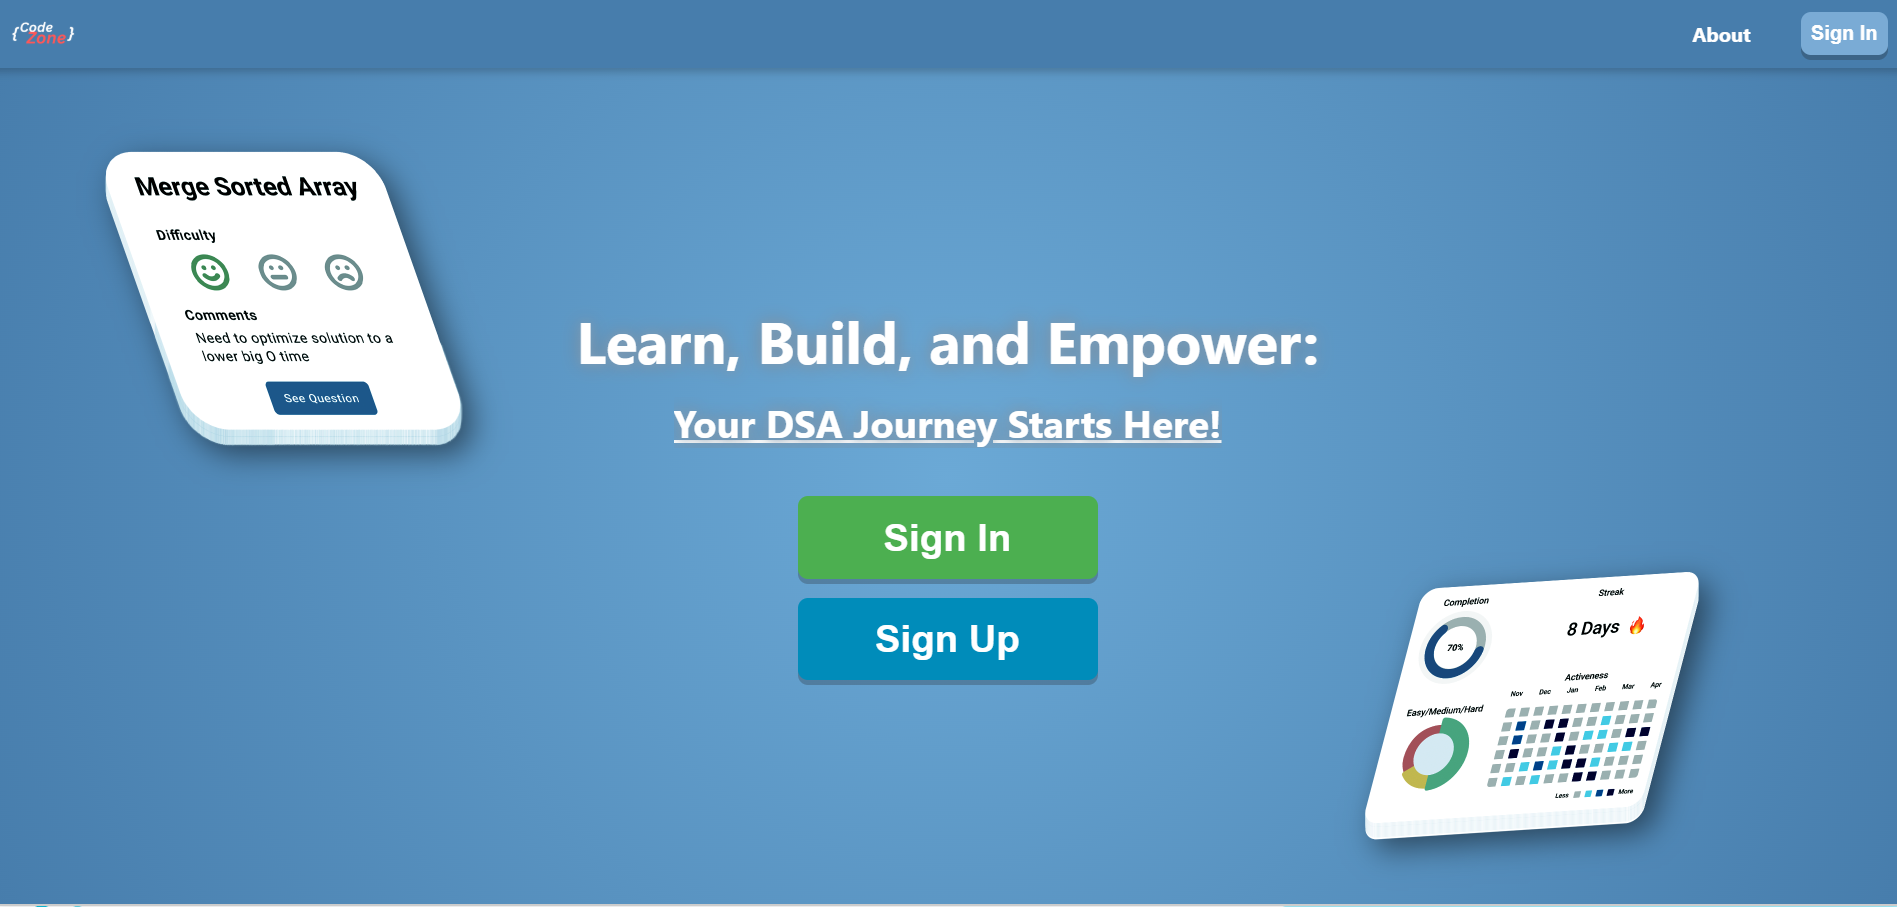 {Code
Zone}
About
Sign In
Merge Sorted Array
Difficulty
Comments
Need to optimize solution to a
lower big O time
See Question
Learn, Build, and Empower:
Your DSA Journey Starts Here!
Sign In
Sign Up
Completion
Streak
70%
8 Days 🔥
Activeness
Nov Dec Jan Feb Mar Apr
Easy/Medium/Hard
Less More